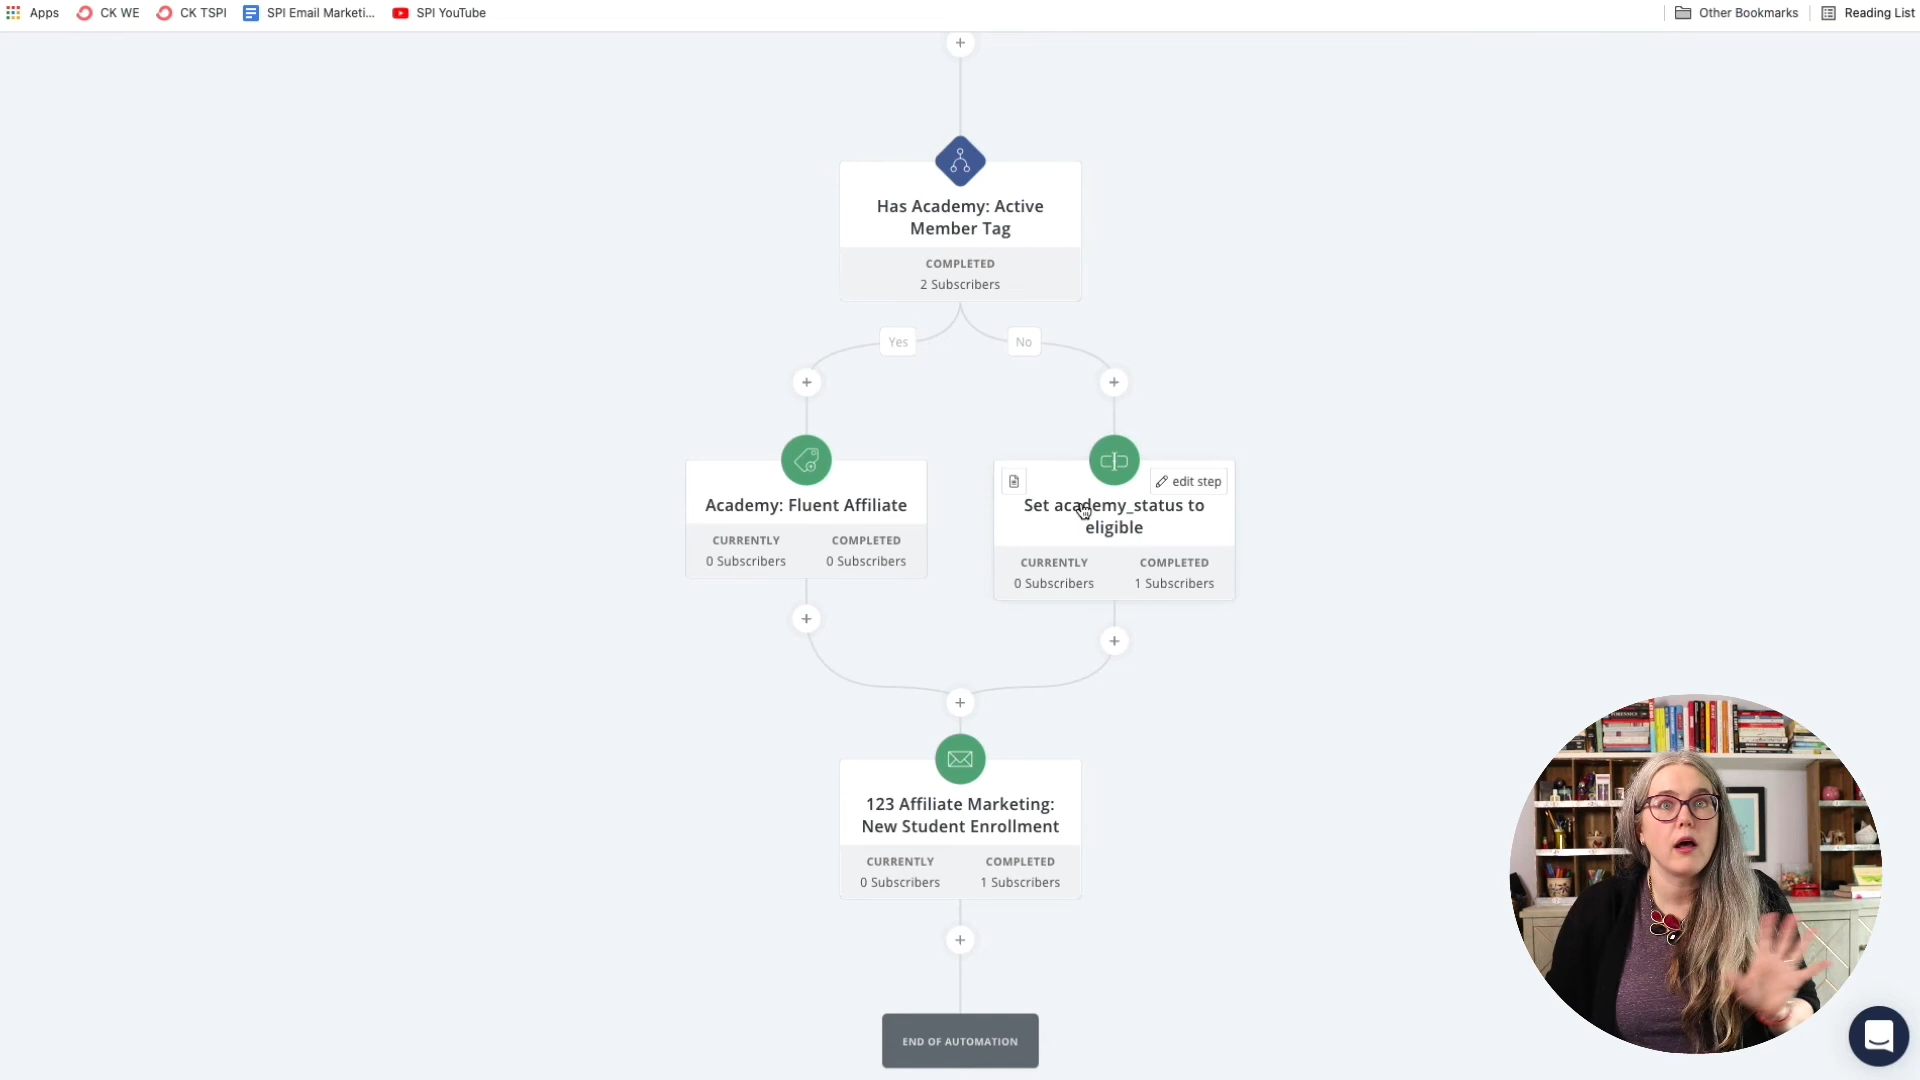 Apps
CK WE
CK TSPI
SPI Email Marketi...
SPI YouTube
Other Bookmarks
Reading List
Has Academy: Active
Member Tag
COMPLETED
2 Subscribers
Yes
No
Academy: Fluent Affiliate
CURRENTLY
COMPLETED
0 Subscribers
0 Subscribers
edit step
Set academy_status to
eligible
CURRENTLY
COMPLETED
0 Subscribers
1 Subscribers
123 Affiliate Marketing:
New Student Enrollment
CURRENTLY
COMPLETED
0 Subscribers
1 Subscribers
END OF AUTOMATION